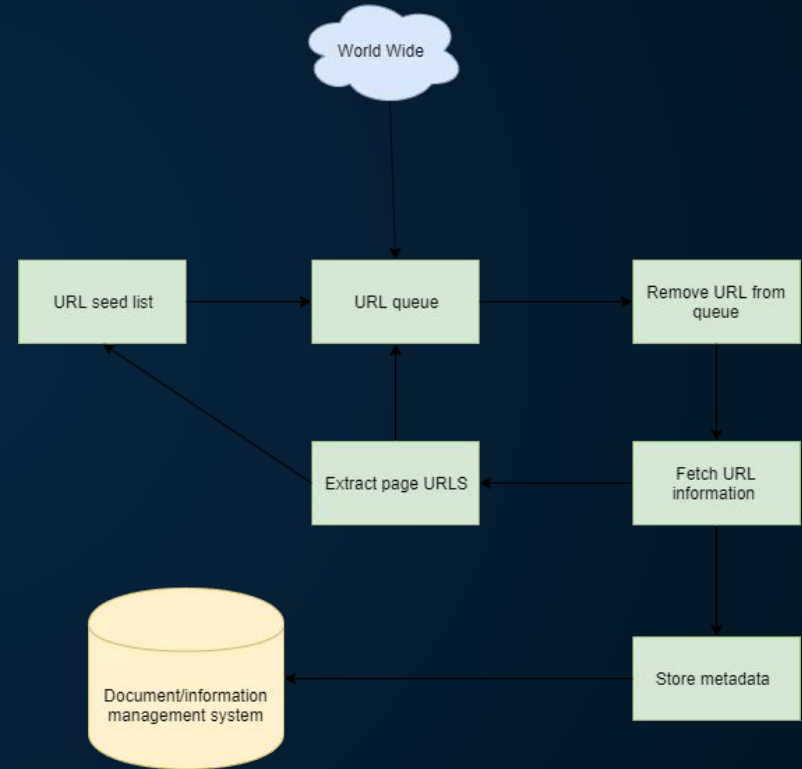 World Wide
URL seed list
URL queue
Remove URL from
queue
Extract page URLS
Fetch URL
information
Document/information
management system
Store metadata